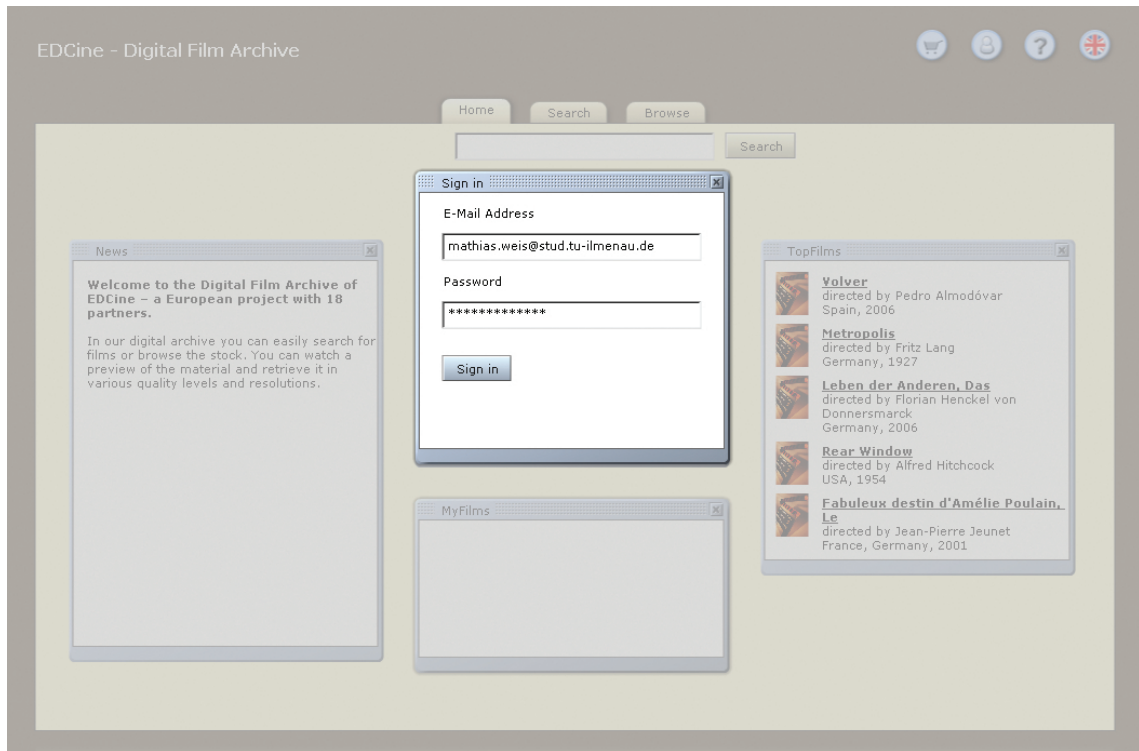 EDCine - Digital Film Archive
?
Home
Search
Browse
Search
Sign in
E-Mail Address
mathias.weis@stud.tu-ilmenau.de
Password
*************
Sign in
News
Welcome to the Digital Film Archive of
EDCine – a European project with 18
partners.
In our digital archive you can easily search for
films or browse the stock. You can watch a
preview of the material and retrieve it in
various quality levels and resolutions.
MyFilms
TopFilms
Volver
directed by Pedro Almodóvar
Spain, 2006
Metropolis
directed by Fritz Lang
Germany, 1927
Leben der Anderen, Das
directed by Florian Henckel von
Donnersmarck
Germany, 2006
Rear Window
directed by Alfred Hitchcock
USA, 1954
Fabuleux destin d'Amélie Poulain,
Le
directed by Jean-Pierre Jeunet
France, Germany, 2001